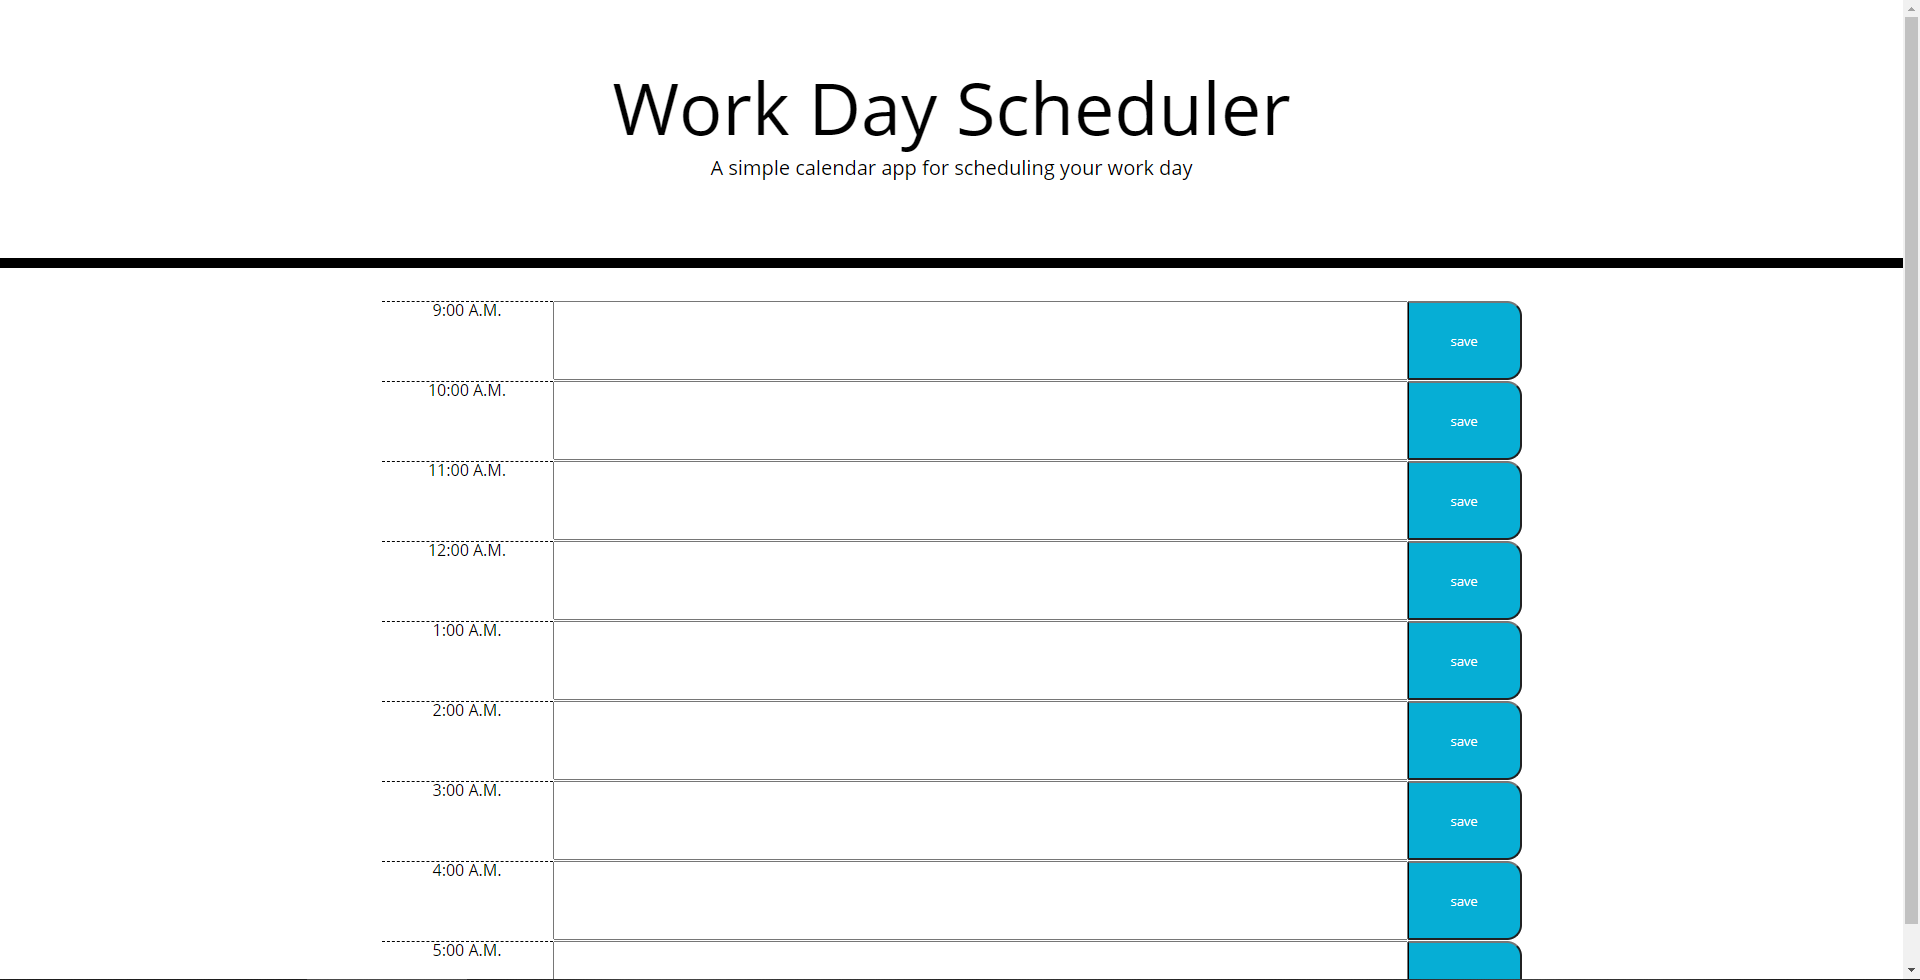 Work Day Scheduler
A simple calendar app for scheduling your work day
9:00 A.M.
save
10:00 A.M.
save
11:00 A.M.
save
12:00 A.M.
save
1:00 A.M.
save
2:00 A.M.
save
3:00 A.M.
save
4:00 A.M.
save
5:00 A.M.